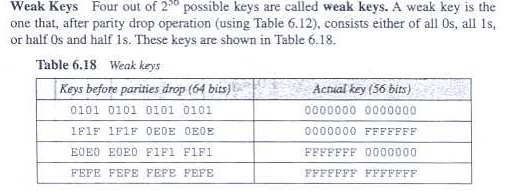 Weak Keys Four out of 2⁵⁶ possible keys are called weak keys. A weak key is the
one that, after parity drop operation (using Table 6.12), consists either of all 0s, all 1s,
or half 0s and half 1s. These keys are shown in Table 6.18.
Table 6.18 Weak keys
Keys before parities drop (64 bits) Actual key (56 bits)
0101 0101 0101 0101 0000000 0000000
1F1F 1F1F 0E0E 0E0E 0000000 FFFFFFF
E0E0 E0E0 F1F1 F1F1 FFFFFFF 0000000
FEFE FEFE FEFE FEFE FFFFFFF FFFFFFF